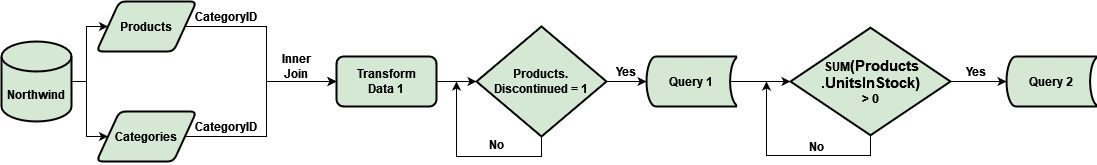 Northwind
Products
CategoryID
Categories
CategoryID
Inner
Join
Transform
Data 1
Products.
Discontinued = 1
Yes
No
Query 1
SUM(Products
.UnitsInStock)
> 0
Yes
No
Query 2